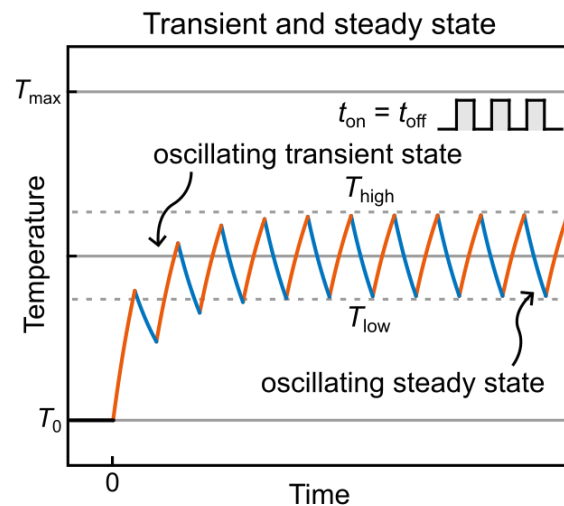 Transient and steady state
T_max
t_on = t_off
oscillating transient state
T_high
Temperature
T_low
oscillating steady state
T_0
0
Time